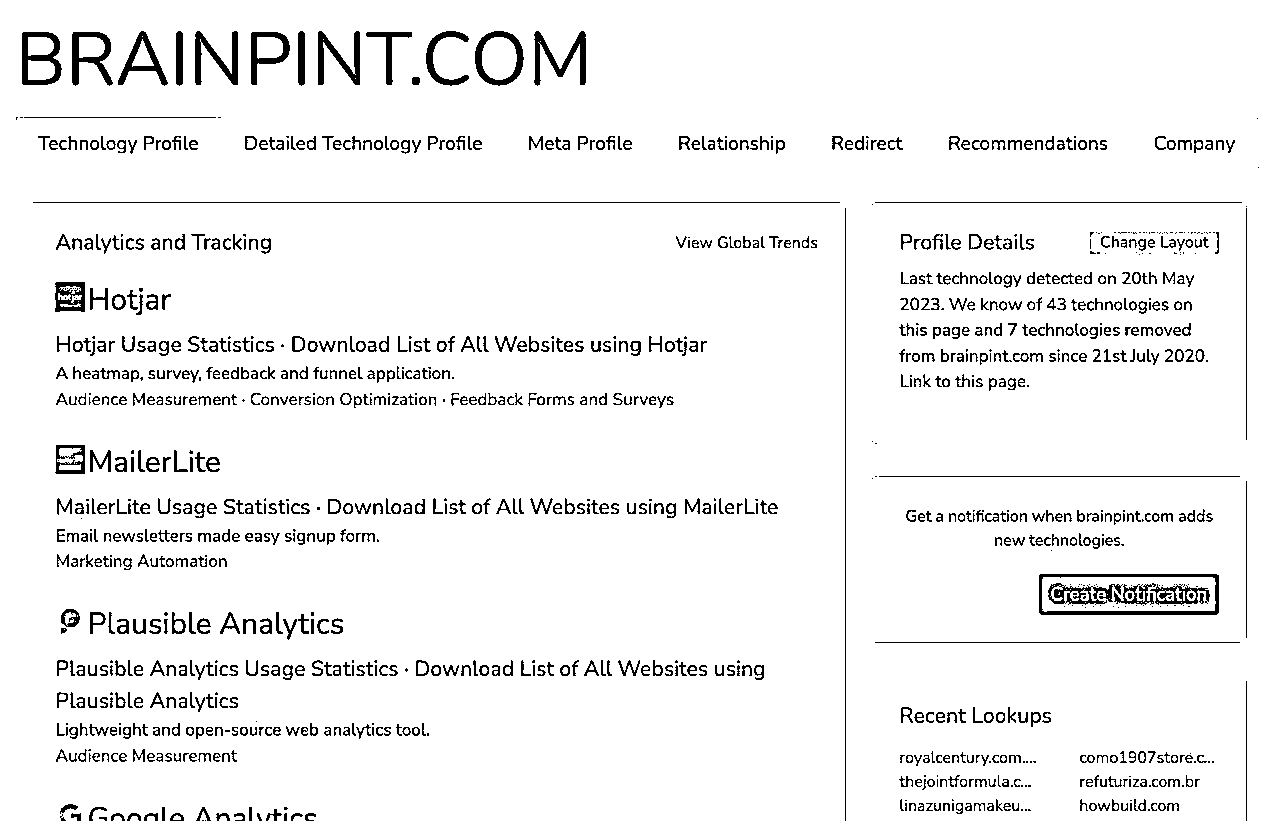 BRAINPINT.COM
Technology Profile
Detailed Technology Profile
Meta Profile
Relationship
Redirect
Recommendations
Company
Analytics and Tracking
View Global Trends
Hotjar
Hotjar Usage Statistics · Download List of All Websites using Hotjar
A heatmap, survey, feedback and funnel application.
Audience Measurement · Conversion Optimization · Feedback Forms and Surveys
MailerLite
MailerLite Usage Statistics · Download List of All Websites using MailerLite
Email newsletters made easy signup form.
Marketing Automation
Plausible Analytics
Plausible Analytics Usage Statistics · Download List of All Websites using
Plausible Analytics
Lightweight and open-source web analytics tool.
Audience Measurement
Google Analytics
Profile Details
Change Layout
Last technology detected on 20th May
2023. We know of 43 technologies on
this page and 7 technologies removed
from brainpint.com since 21st July 2020.
Link to this page.
Get a notification when brainpint.com adds
new technologies.
Create Notification
Recent Lookups
royalcentury.com....
como1907store.c...
thejointformula.c...
refuturiza.com.br
linazunigamakeu...
howbuild.com